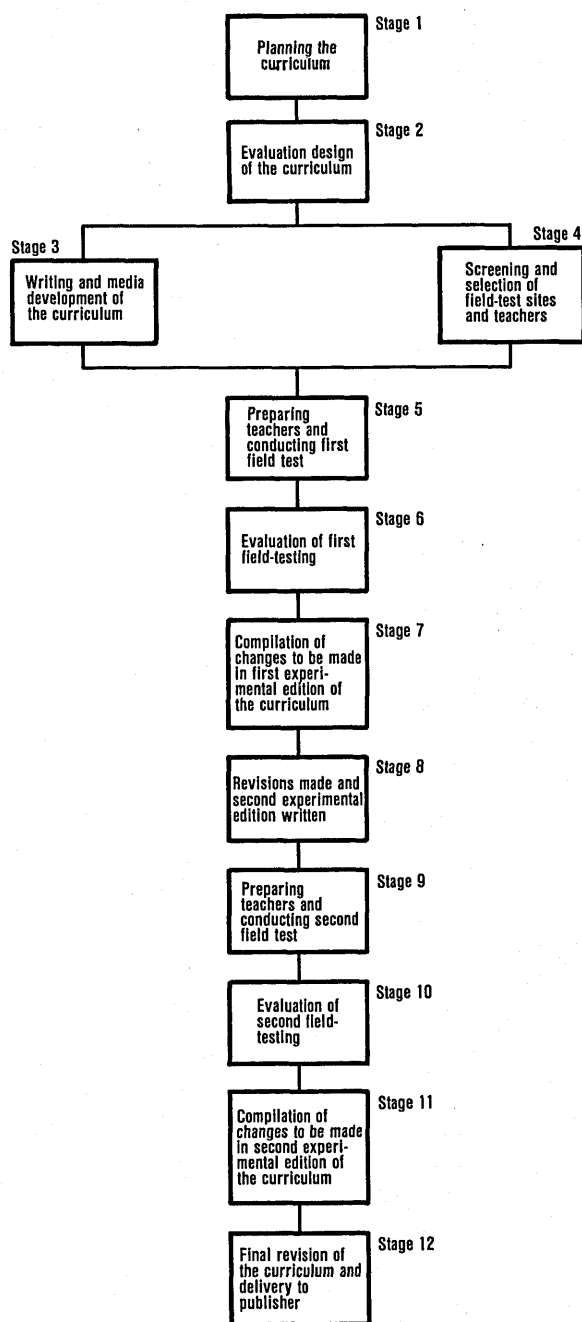 Stage 1
Planning the
curriculum
Stage 2
Evaluation design
of the curriculum
Stage 3
Writing and media
development of
the curriculum
Stage 4
Screening and
selection of
field-test sites
and teachers
Stage 5
Preparing
teachers and
conducting first
field test
Stage 6
Evaluation of first
field-testing
Stage 7
Compilation of
changes to be made
in first experi-
mental edition of
the curriculum
Stage 8
Revisions made and
second experimental
edition written
Stage 9
Preparing
teachers and
conducting second
field test
Stage 10
Evaluation of
second field-
testing
Stage 11
Compilation of
changes to be made
in second experi-
mental edition of
the curriculum
Stage 12
Final revision of
the curriculum and
delivery to
publisher